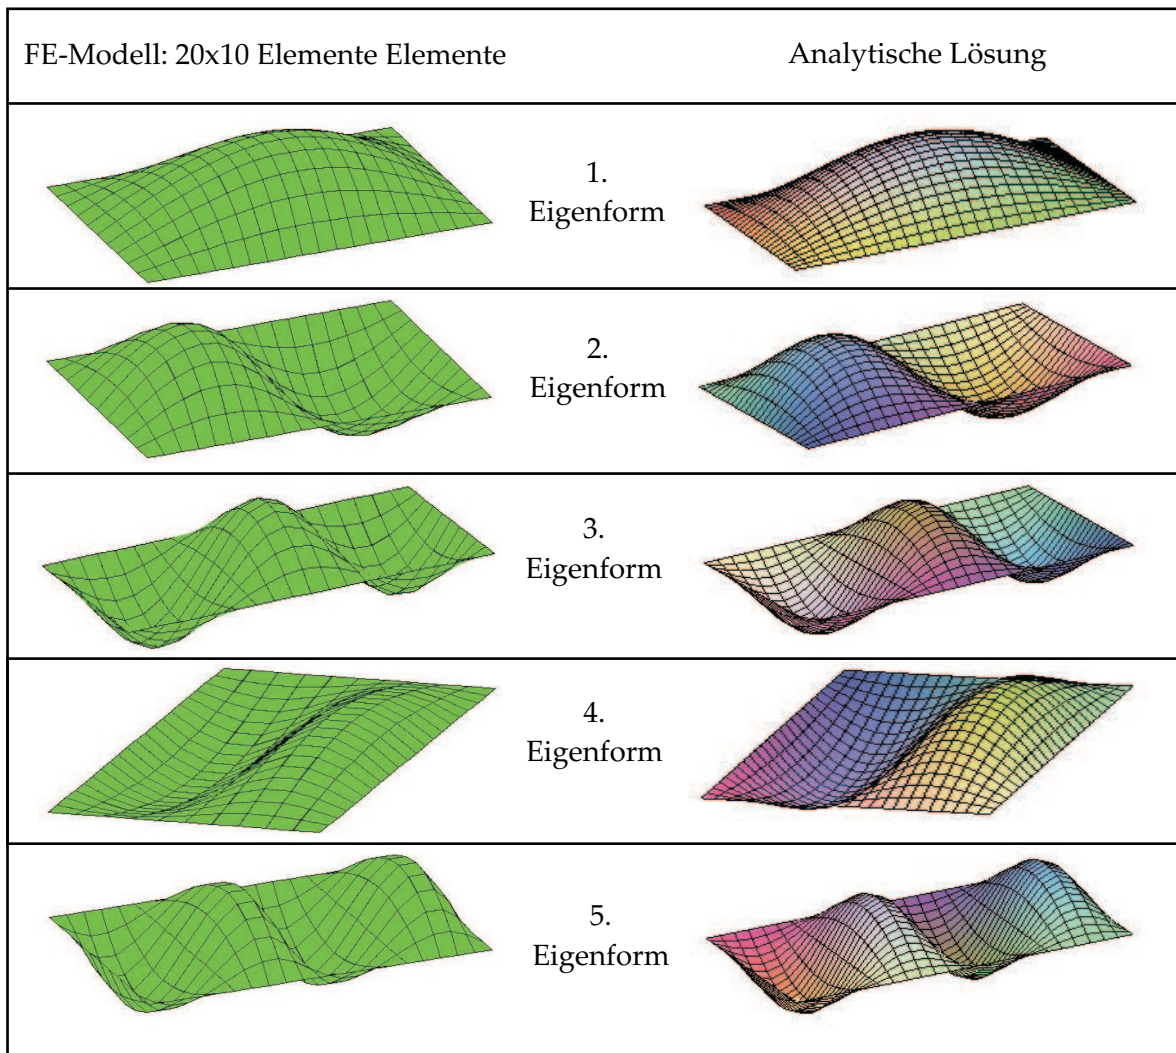 FE-Modell: 20x10 Elemente Elemente
Analytische Lösung
1.
Eigenform
2.
Eigenform
3.
Eigenform
4.
Eigenform
5.
Eigenform